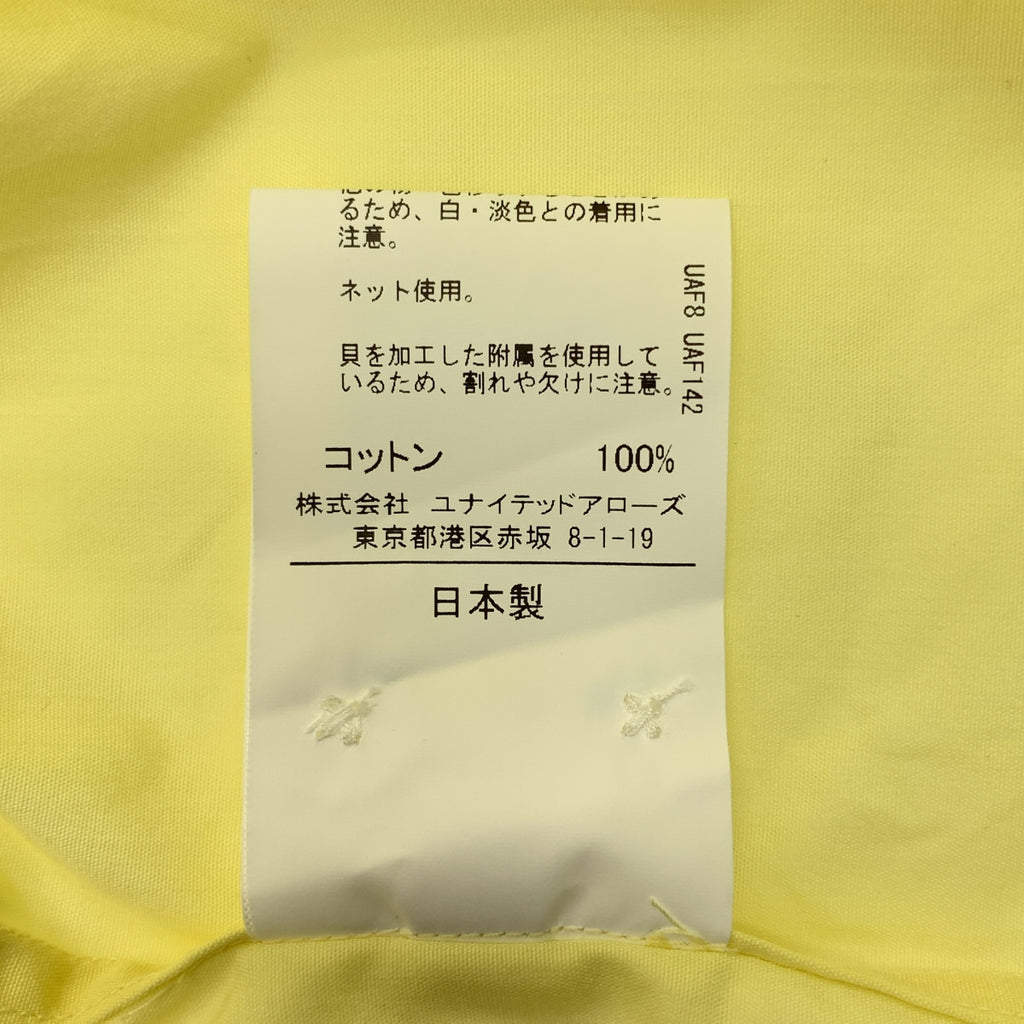 るため、白・淡色との着用に
注意。
ネット使用。
貝を加工した附属を使用して
いるため、割れや欠けに注意。
UAF8 UAF142
コットン 100%
株式会社 ユナイテッドアローズ
東京都港区赤坂 8-1-19
日本製